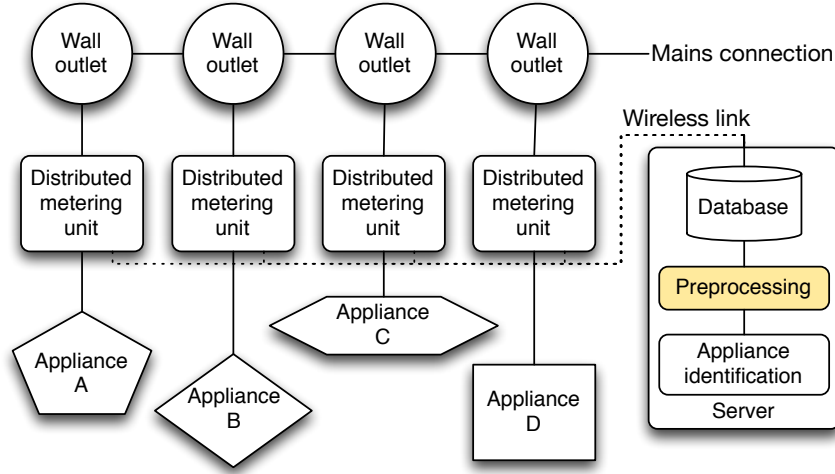 Wall
outlet
Wall
outlet
Wall
outlet
Wall
outlet
Mains connection
Wireless link
Distributed
metering
unit
Distributed
metering
unit
Distributed
metering
unit
Distributed
metering
unit
Database
Preprocessing
Appliance
identification
Server
Appliance
A
Appliance
B
Appliance
C
Appliance
D